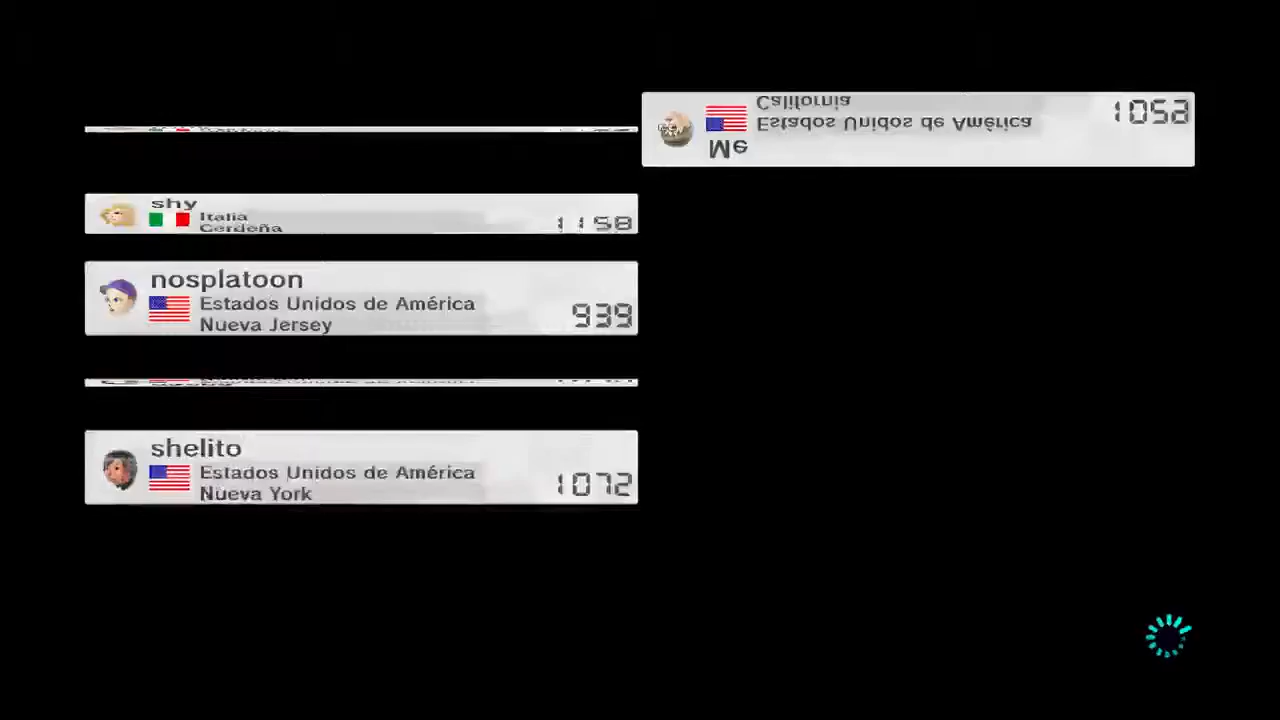 shy
Italia
Cerdeña
1158
nosplatoon
Estados Unidos de América
Nueva Jersey
939
shelito
Estados Unidos de América
Nueva York
1072
Me
Estados Unidos de América
California
1059